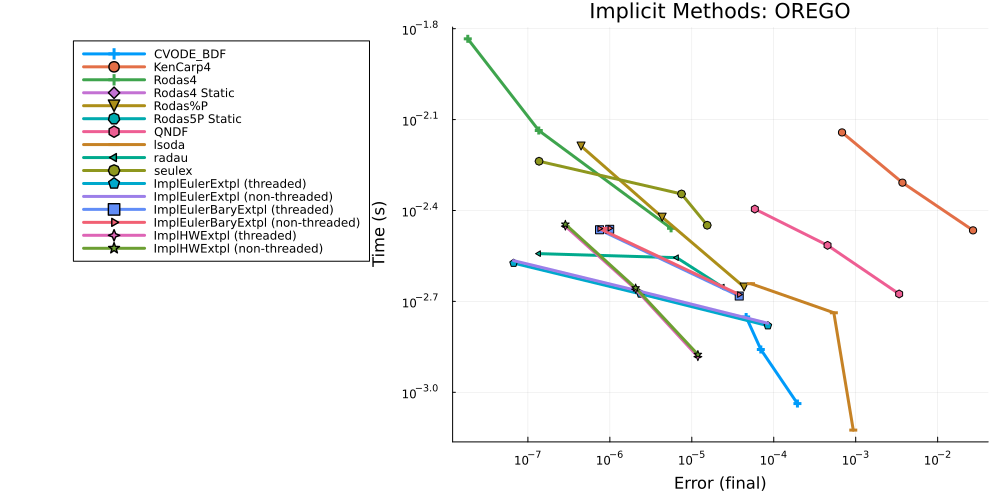 Implicit Methods: OREGO
CVODE_BDF
KenCarp4
Rodas4
Rodas4 Static
Rodas%P
Rodas5P Static
QNDF
lsoda
radau
seulex
ImplEulerExtpl (threaded)
ImplEulerExtpl (non-threaded)
ImplEulerBaryExtpl (threaded)
ImplEulerBaryExtpl (non-threaded)
ImplHWExtpl (threaded)
ImplHWExtpl (non-threaded)
Time (s)
10^-1.8
10^-2.1
10^-2.4
10^-2.7
10^-3.0
10^-7 10^-6 10^-5 10^-4 10^-3 10^-2
Error (final)